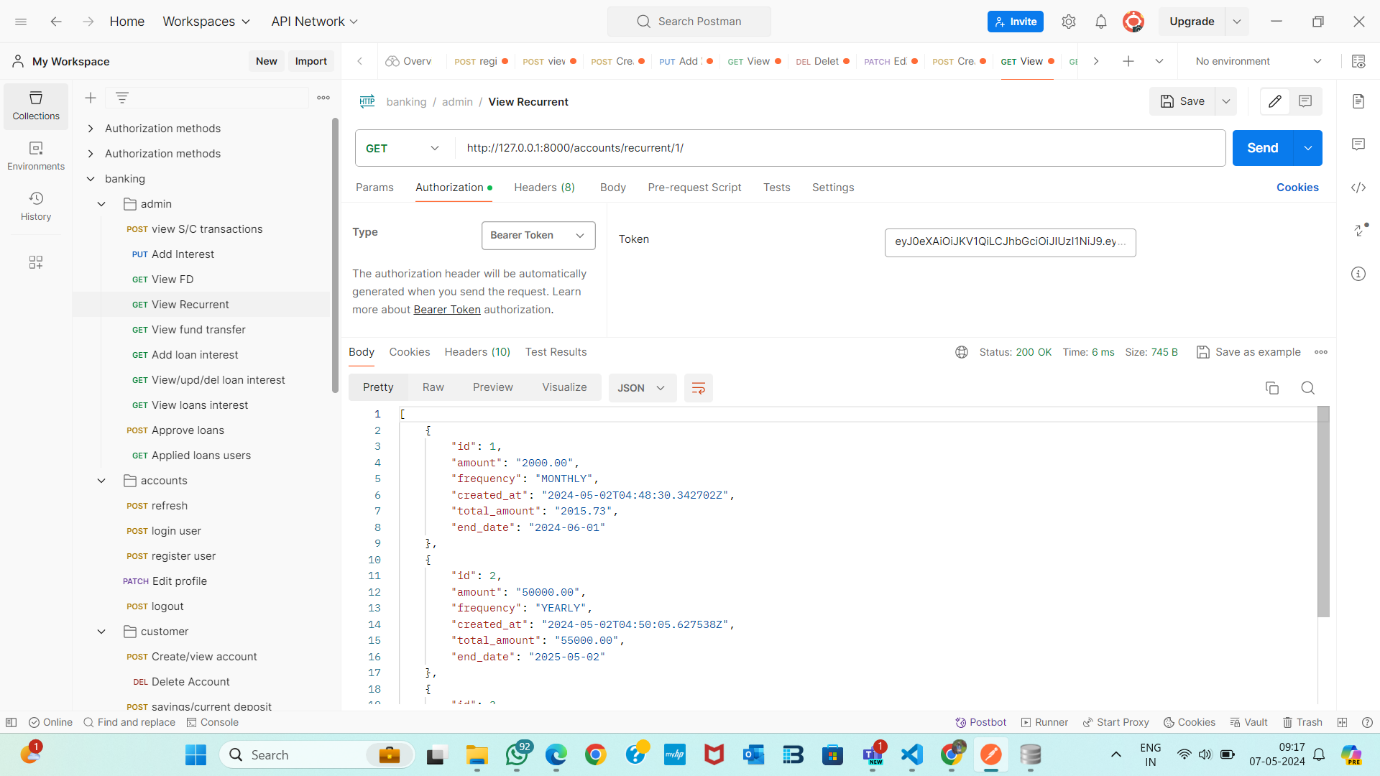 Home Workspaces API Network Search Postman Invite Upgrade
My Workspace New Import Overv POST regi POST view POST Cre PUT Add GET View DEL Delet PATCH Ed POST Cre GET View No environment
Collections
Environments
History
Authorization methods
Authorization methods
banking
admin
POST view S/C transactions
PUT Add Interest
GET View FD
GET View Recurrent
GET View fund transfer
GET Add loan interest
GET View/upd/del loan interest
GET View loans interest
POST Approve loans
GET Applied loans users
accounts
POST refresh
POST login user
POST register user
PATCH Edit profile
POST logout
customer
POST Create/view account
DEL Delete Account
POST savings/current deposit
HTTP banking / admin / View Recurrent Save
GET http://127.0.0.1:8000/accounts/recurrent/1/ Send
Params Authorization Headers (8) Body Pre-request Script Tests Settings Cookies
Type Bearer Token Token eyJ0eXAiOiJKV1QiLCJhbGciOiJIUzI1NiJ9.ey...
The authorization header will be automatically
generated when you send the request. Learn
more about Bearer Token authorization.
Body Cookies Headers (10) Test Results Status: 200 OK Time: 6 ms Size: 745 B Save as example
Pretty Raw Preview Visualize JSON
1 [
2 {
3 "id": 1,
4 "amount": "2000.00",
5 "frequency": "MONTHLY",
6 "created_at": "2024-05-02T04:48:30.342702Z",
7 "total_amount": "2015.73",
8 "end_date": "2024-06-01"
9 },
10 {
11 "id": 2,
12 "amount": "50000.00",
13 "frequency": "YEARLY",
14 "created_at": "2024-05-02T04:50:05.627538Z",
15 "total_amount": "55000.00",
16 "end_date": "2025-05-02"
17 },
18 {
Online Find and replace Console Postbot Runner Start Proxy Cookies Vault Trash
1 Search 92 myhp 1 NEW ENG IN 09:17 07-05-2024 PRE